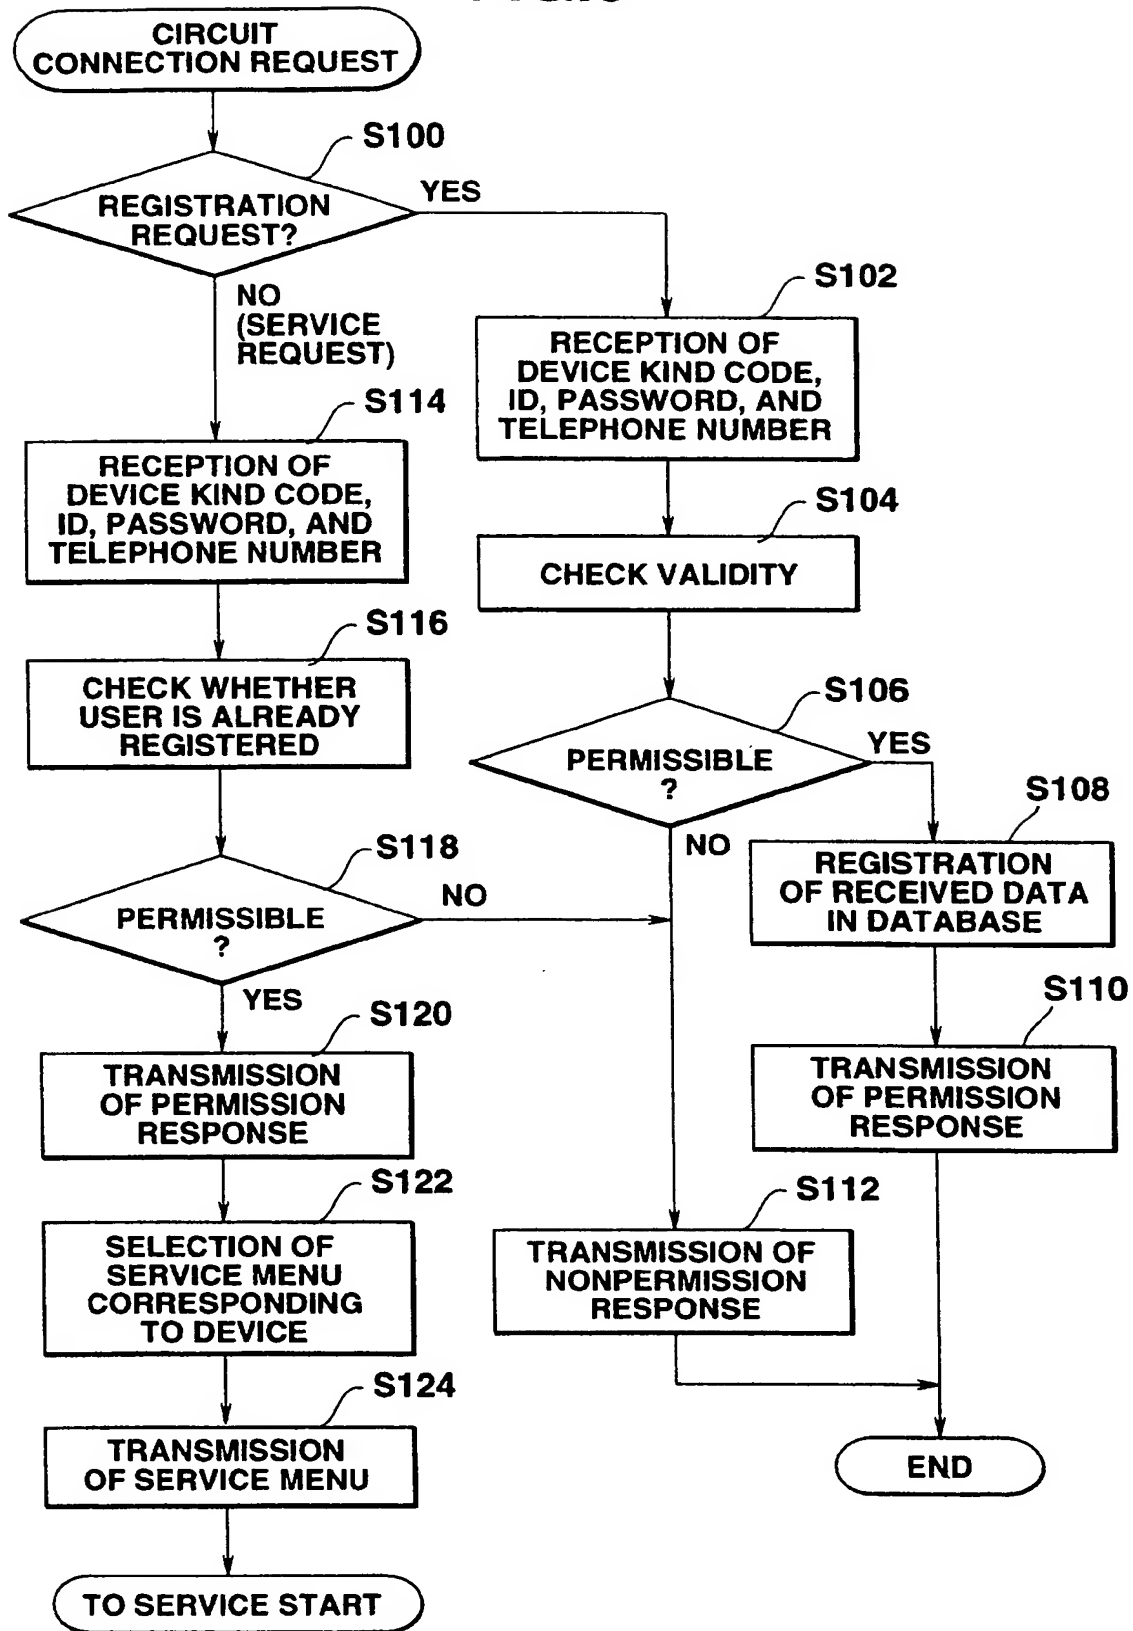 CIRCUIT
CONNECTION REQUEST
S100
REGISTRATION
REQUEST?
YES
NO
(SERVICE
REQUEST)
S102
RECEPTION OF
DEVICE KIND CODE,
ID, PASSWORD, AND
TELEPHONE NUMBER
S114
RECEPTION OF
DEVICE KIND CODE,
ID, PASSWORD, AND
TELEPHONE NUMBER
S104
CHECK VALIDITY
S116
CHECK WHETHER
USER IS ALREADY
REGISTERED
S106
PERMISSIBLE
?
YES
NO
S108
REGISTRATION
OF RECEIVED DATA
IN DATABASE
S118
PERMISSIBLE
?
NO
YES
S110
TRANSMISSION
OF PERMISSION
RESPONSE
S120
TRANSMISSION
OF PERMISSION
RESPONSE
S122
SELECTION OF
SERVICE MENU
CORRESPONDING
TO DEVICE
S112
TRANSMISSION OF
NONPERMISSION
RESPONSE
S124
TRANSMISSION
OF SERVICE MENU
END
TO SERVICE START